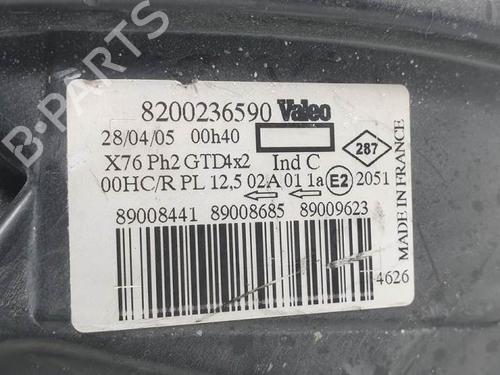 B-PARTS
8200236590 Valeo
28/04/05 00h40
X76 Ph2 GTD4x2 Ind C
287
00HC/R PL 12,5 02A 01 1a E2 2051
89008441 89008685 89009623
4626
MADE IN FRANCE